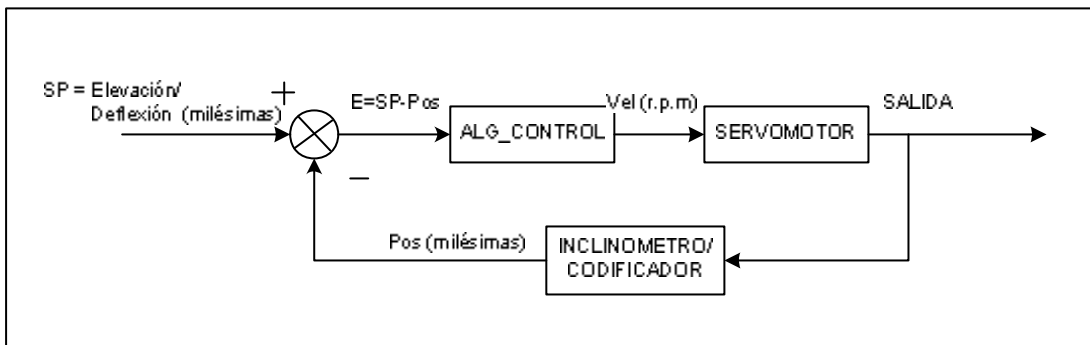 SP = Elevación/
Deflexión (milésimas)
+
E=SP-Pos
ALG_CONTROL
Vel (r.p.m)
SERVOMOTOR
SALIDA
−
Pos (milésimas)
INCLINOMETRO/
CODIFICADOR